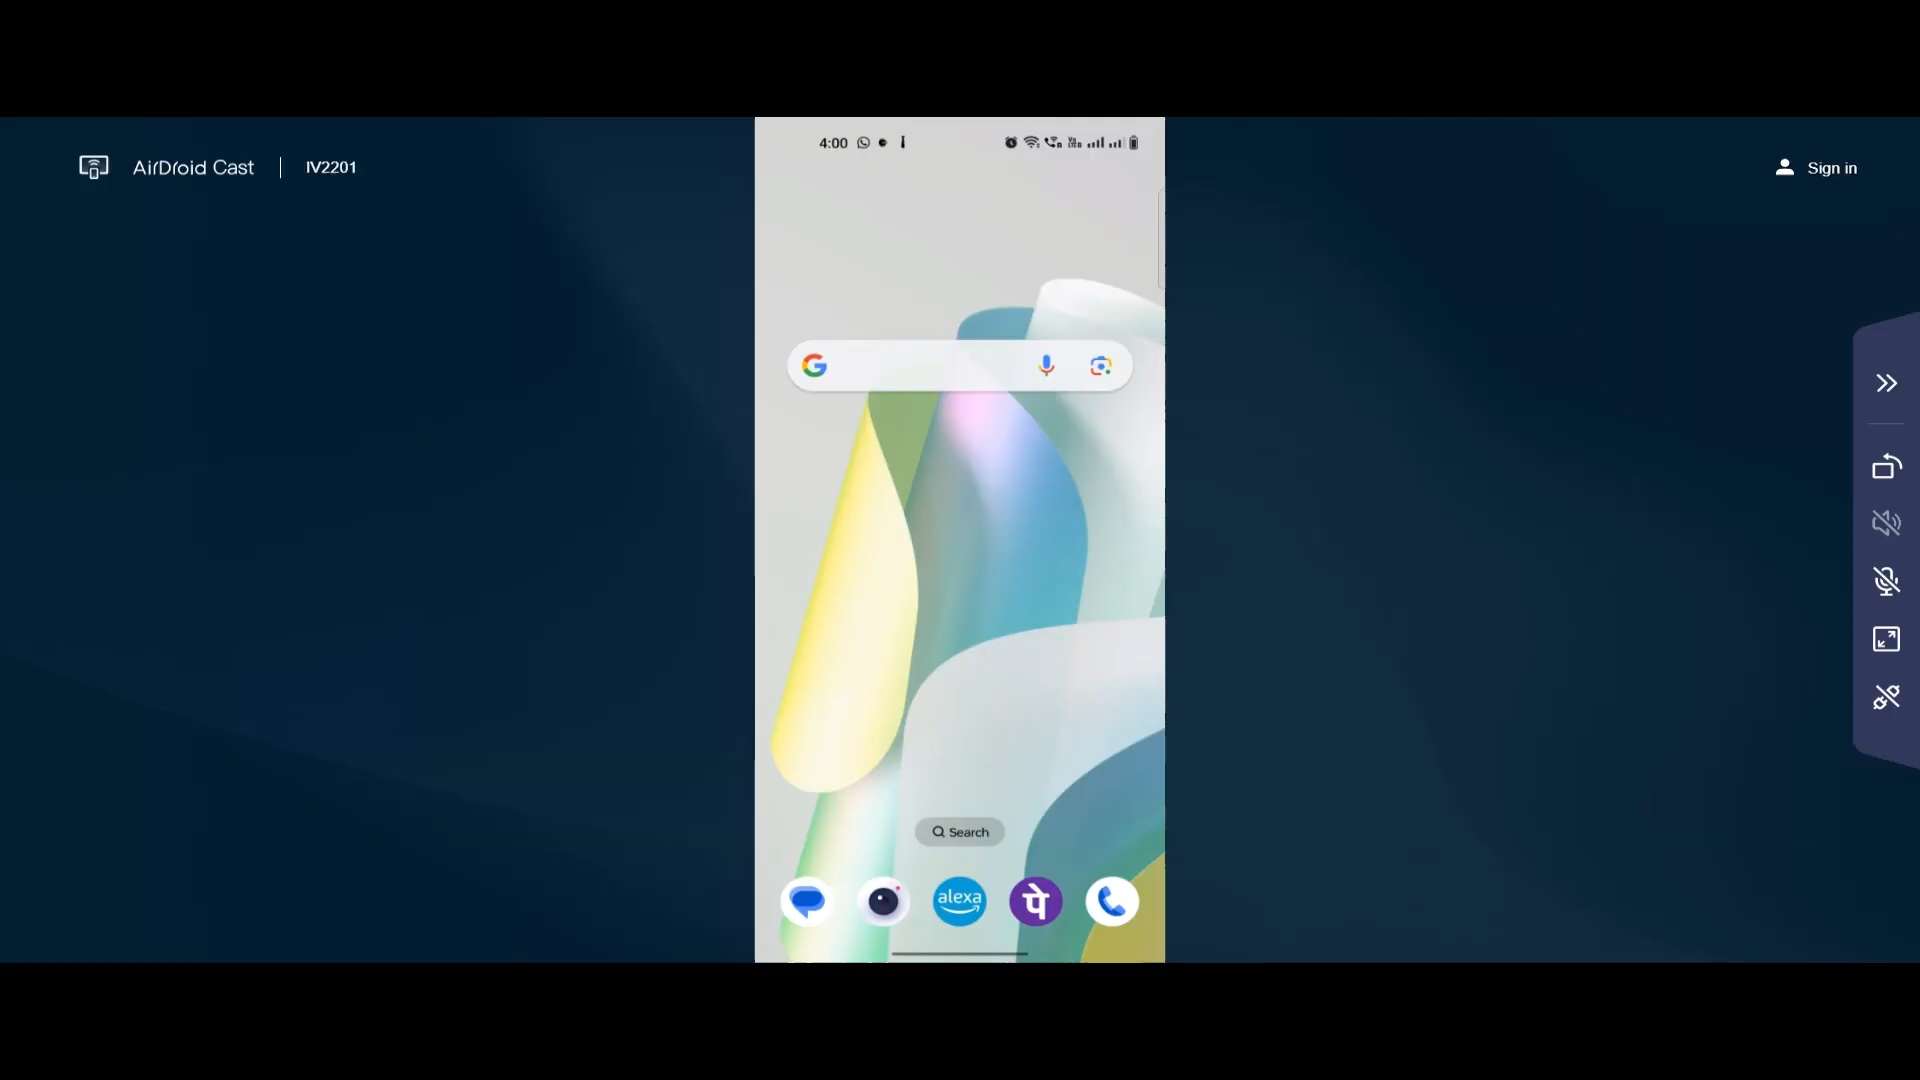 4:00
AirDroid Cast | IV2201
Sign in
Search
alexa
पे